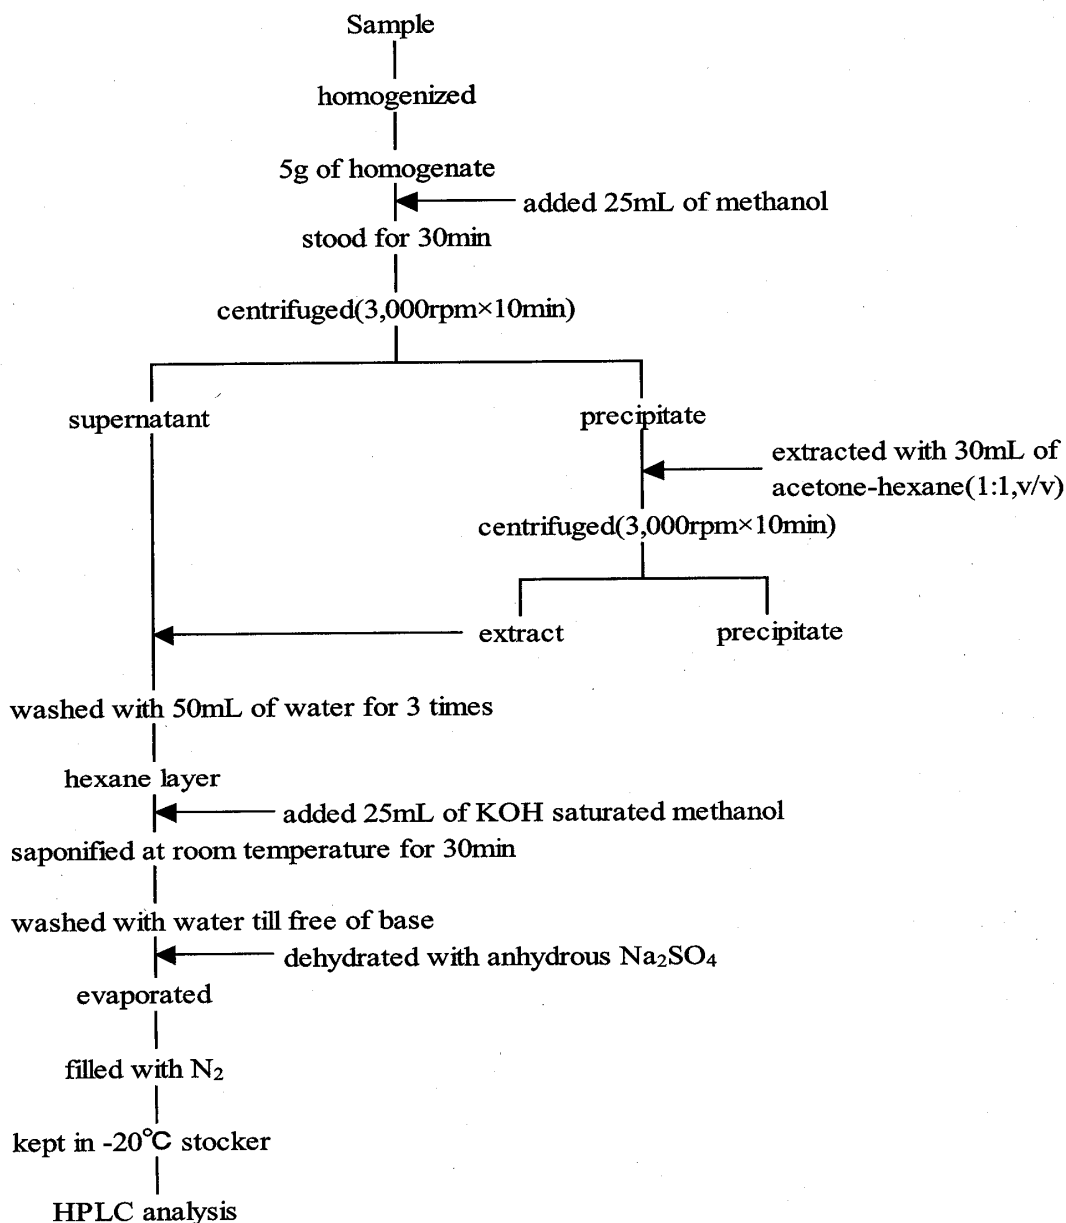 Sample
homogenized
5g of homogenate
added 25mL of methanol
stood for 30min
centrifuged(3,000rpm×10min)
supernatant
precipitate
extracted with 30mL of
acetone-hexane(1:1,v/v)
centrifuged(3,000rpm×10min)
extract
precipitate
washed with 50mL of water for 3 times
hexane layer
added 25mL of KOH saturated methanol
saponified at room temperature for 30min
washed with water till free of base
dehydrated with anhydrous Na₂SO₄
evaporated
filled with N₂
kept in -20℃ stocker
HPLC analysis